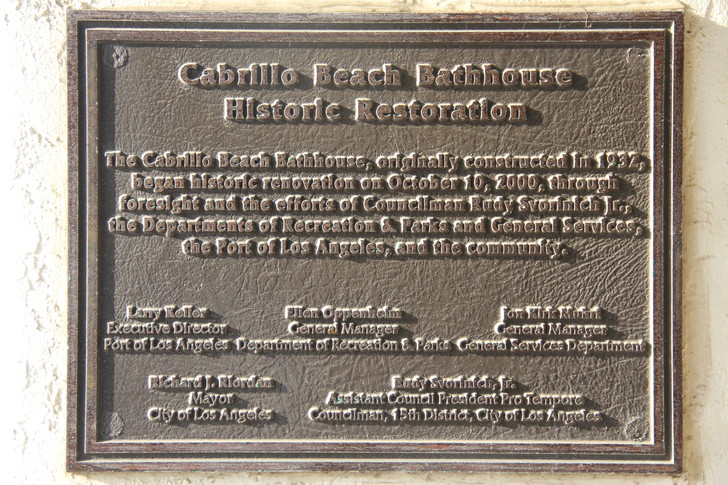 Cabrillo Beach Bathhouse
Historic Restoration
The Cabrillo Beach Bathhouse, originally constructed in 1932,
began historic renovation on October 10, 2000, through
foresight and the efforts of Councilman Rudy Svorinich Jr.,
the Departments of Recreation & Parks and General Services,
the Port of Los Angeles, and the community.
Larry Keller Ellen Oppenheim Jon Kirk Mukri
Executive Director General Manager General Manager
Port of Los Angeles Department of Recreation & Parks General Services Department
Richard J. Riordan Rudy Svorinich, Jr.
Mayor Assistant Council President Pro Tempore
City of Los Angeles Councilman, 15th District, City of Los Angeles